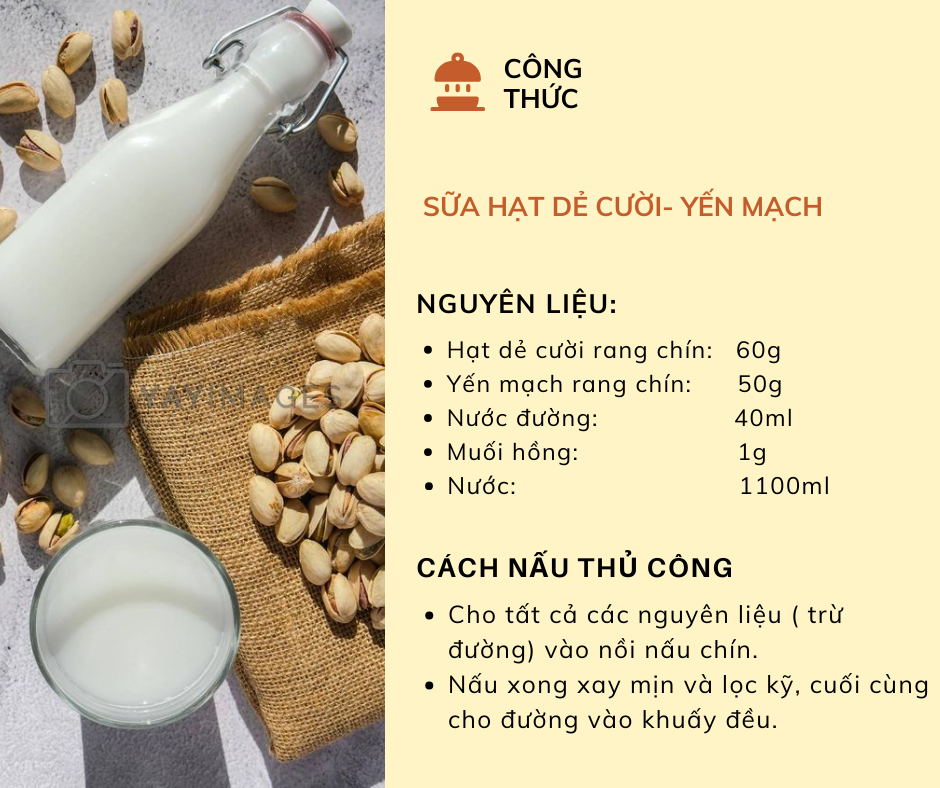 CÔNG
THỨC
SỮA HẠT DẺ CƯỜI- YẾN MẠCH
NGUYÊN LIỆU:
Hạt dẻ cười rang chín: 60g
Yến mạch rang chín: 50g
Nước đường: 40ml
Muối hồng: 1g
Nước: 1100ml
YAYIMAGES
CÁCH NẤU THỦ CÔNG
Cho tất cả các nguyên liệu ( trừ
đường) vào nồi nấu chín.
Nấu xong xay mịn và lọc kỹ, cuối cùng
cho đường vào khuấy đều.